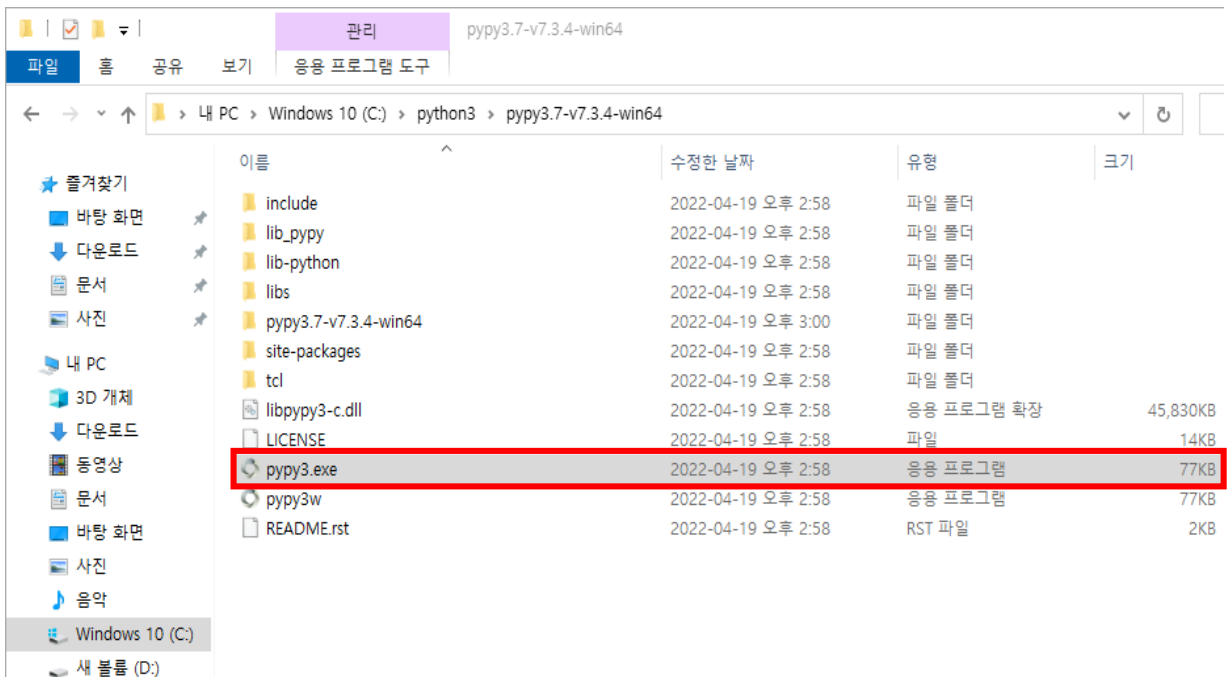 관리 pypy3.7-v7.3.4-win64
파일 홈 공유 보기 응용 프로그램 도구
내 PC > Windows 10 (C:) > python3 > pypy3.7-v7.3.4-win64
이름 수정한 날짜 유형 크기
즐겨찾기
바탕 화면
다운로드
문서
사진
내 PC
3D 개체
다운로드
동영상
문서
바탕 화면
사진
음악
Windows 10 (C:)
새 볼륨 (D:)
include 2022-04-19 오후 2:58 파일 폴더
lib_pypy 2022-04-19 오후 2:58 파일 폴더
lib-python 2022-04-19 오후 2:58 파일 폴더
libs 2022-04-19 오후 2:58 파일 폴더
pypy3.7-v7.3.4-win64 2022-04-19 오후 3:00 파일 폴더
site-packages 2022-04-19 오후 2:58 파일 폴더
tcl 2022-04-19 오후 2:58 파일 폴더
libpypy3-c.dll 2022-04-19 오후 2:58 응용 프로그램 확장 45,830KB
LICENSE 2022-04-19 오후 2:58 파일 14KB
pypy3.exe 2022-04-19 오후 2:58 응용 프로그램 77KB
pypy3w 2022-04-19 오후 2:58 응용 프로그램 77KB
README.rst 2022-04-19 오후 2:58 RST 파일 2KB